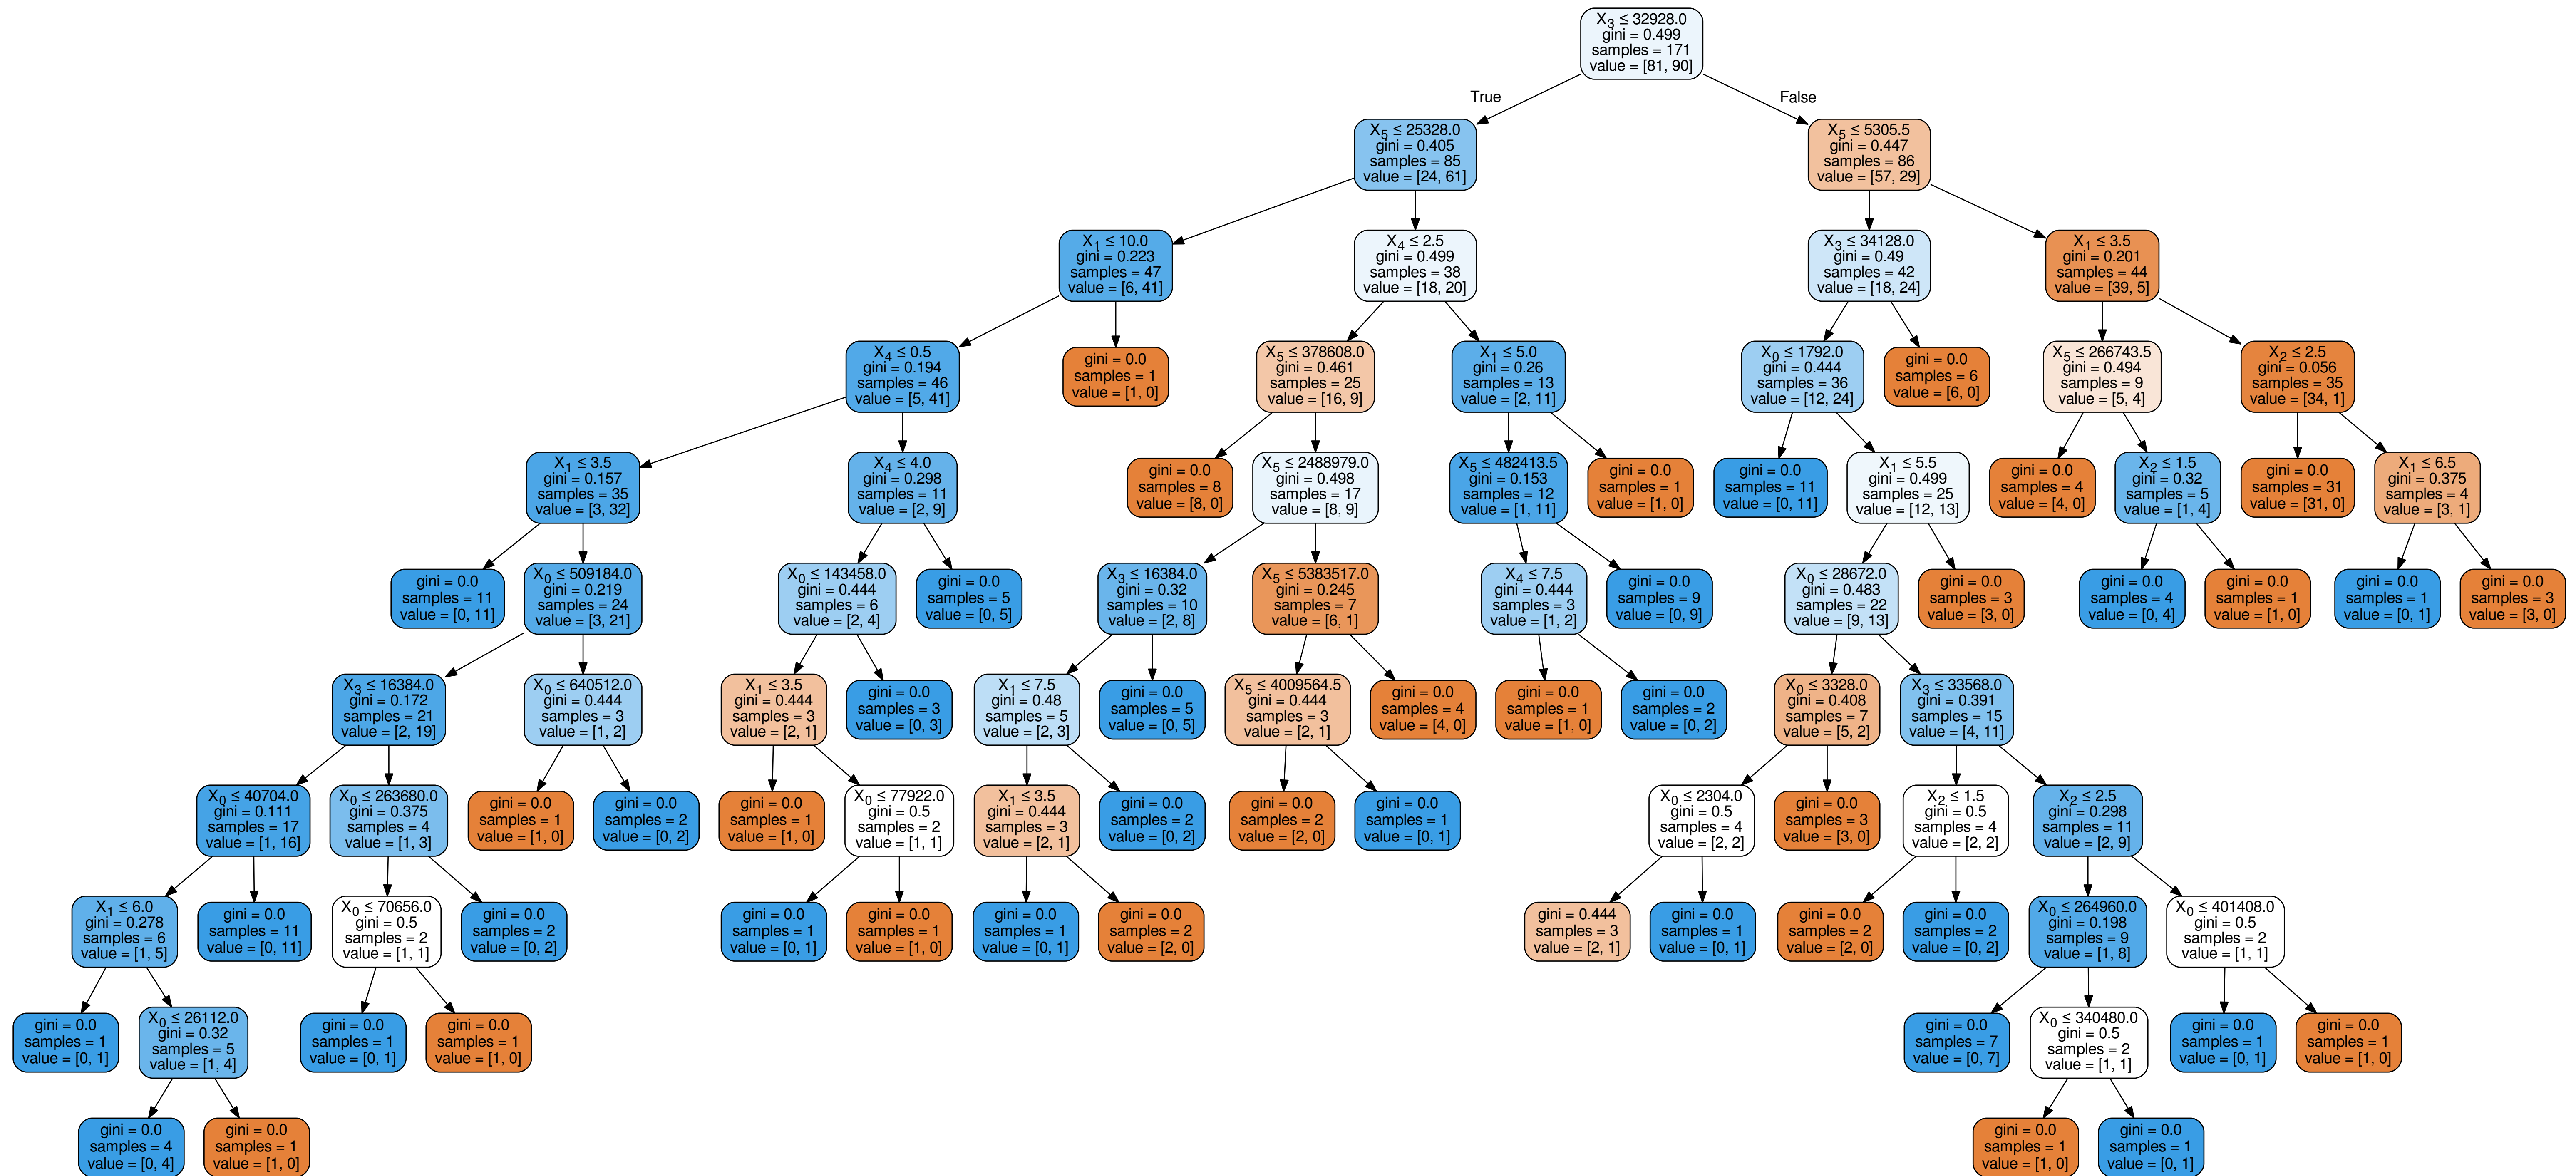 X3 ≤ 32928.0
gini = 0.499
samples = 171
value = [81, 90]
True
False
X5 ≤ 25328.0
gini = 0.405
samples = 85
value = [24, 61]
X5 ≤ 5305.5
gini = 0.447
samples = 86
value = [57, 29]
X1 ≤ 10.0
gini = 0.223
samples = 47
value = [6, 41]
X4 ≤ 2.5
gini = 0.499
samples = 38
value = [18, 20]
X3 ≤ 34128.0
gini = 0.49
samples = 42
value = [18, 24]
X1 ≤ 3.5
gini = 0.201
samples = 44
value = [39, 5]
X4 ≤ 0.5
gini = 0.194
samples = 46
value = [5, 41]
gini = 0.0
samples = 1
value = [1, 0]
X5 ≤ 378608.0
gini = 0.461
samples = 25
value = [16, 9]
X1 ≤ 5.0
gini = 0.26
samples = 13
value = [2, 11]
X0 ≤ 1792.0
gini = 0.444
samples = 36
value = [12, 24]
gini = 0.0
samples = 6
value = [6, 0]
X5 ≤ 266743.5
gini = 0.494
samples = 9
value = [5, 4]
X2 ≤ 2.5
gini = 0.056
samples = 35
value = [34, 1]
X1 ≤ 3.5
gini = 0.157
samples = 35
value = [3, 32]
X4 ≤ 4.0
gini = 0.298
samples = 11
value = [2, 9]
gini = 0.0
samples = 8
value = [8, 0]
X5 ≤ 2488979.0
gini = 0.498
samples = 17
value = [8, 9]
X5 ≤ 482413.5
gini = 0.153
samples = 12
value = [1, 11]
gini = 0.0
samples = 1
value = [1, 0]
gini = 0.0
samples = 11
value = [0, 11]
X1 ≤ 5.5
gini = 0.499
samples = 25
value = [12, 13]
gini = 0.0
samples = 4
value = [4, 0]
X2 ≤ 1.5
gini = 0.32
samples = 5
value = [1, 4]
gini = 0.0
samples = 31
value = [31, 0]
X1 ≤ 6.5
gini = 0.375
samples = 4
value = [3, 1]
gini = 0.0
samples = 11
value = [0, 11]
X0 ≤ 509184.0
gini = 0.219
samples = 24
value = [3, 21]
X0 ≤ 143458.0
gini = 0.444
samples = 6
value = [2, 4]
gini = 0.0
samples = 5
value = [0, 5]
X3 ≤ 16384.0
gini = 0.32
samples = 10
value = [2, 8]
X5 ≤ 5383517.0
gini = 0.245
samples = 7
value = [6, 1]
X4 ≤ 7.5
gini = 0.444
samples = 3
value = [1, 2]
gini = 0.0
samples = 9
value = [0, 9]
X0 ≤ 28672.0
gini = 0.483
samples = 22
value = [9, 13]
gini = 0.0
samples = 3
value = [3, 0]
gini = 0.0
samples = 4
value = [0, 4]
gini = 0.0
samples = 1
value = [1, 0]
gini = 0.0
samples = 1
value = [0, 1]
gini = 0.0
samples = 3
value = [3, 0]
X3 ≤ 16384.0
gini = 0.172
samples = 21
value = [2, 19]
X0 ≤ 640512.0
gini = 0.444
samples = 3
value = [1, 2]
X1 ≤ 3.5
gini = 0.444
samples = 3
value = [2, 1]
gini = 0.0
samples = 3
value = [0, 3]
X1 ≤ 7.5
gini = 0.48
samples = 5
value = [2, 3]
gini = 0.0
samples = 5
value = [0, 5]
X5 ≤ 4009564.5
gini = 0.444
samples = 3
value = [2, 1]
gini = 0.0
samples = 4
value = [4, 0]
gini = 0.0
samples = 1
value = [1, 0]
gini = 0.0
samples = 2
value = [0, 2]
X0 ≤ 3328.0
gini = 0.408
samples = 7
value = [5, 2]
X3 ≤ 33568.0
gini = 0.391
samples = 15
value = [4, 11]
X0 ≤ 40704.0
gini = 0.111
samples = 17
value = [1, 16]
X0 ≤ 263680.0
gini = 0.375
samples = 4
value = [1, 3]
gini = 0.0
samples = 1
value = [1, 0]
gini = 0.0
samples = 2
value = [0, 2]
gini = 0.0
samples = 1
value = [1, 0]
X0 ≤ 77922.0
gini = 0.5
samples = 2
value = [1, 1]
X1 ≤ 3.5
gini = 0.444
samples = 3
value = [2, 1]
gini = 0.0
samples = 2
value = [0, 2]
gini = 0.0
samples = 2
value = [2, 0]
gini = 0.0
samples = 1
value = [0, 1]
X0 ≤ 2304.0
gini = 0.5
samples = 4
value = [2, 2]
gini = 0.0
samples = 3
value = [3, 0]
X2 ≤ 1.5
gini = 0.5
samples = 4
value = [2, 2]
X2 ≤ 2.5
gini = 0.298
samples = 11
value = [2, 9]
X1 ≤ 6.0
gini = 0.278
samples = 6
value = [1, 5]
gini = 0.0
samples = 11
value = [0, 11]
X0 ≤ 70656.0
gini = 0.5
samples = 2
value = [1, 1]
gini = 0.0
samples = 2
value = [0, 2]
gini = 0.0
samples = 1
value = [0, 1]
gini = 0.0
samples = 1
value = [1, 0]
gini = 0.0
samples = 1
value = [0, 1]
gini = 0.0
samples = 2
value = [2, 0]
gini = 0.444
samples = 3
value = [2, 1]
gini = 0.0
samples = 1
value = [0, 1]
gini = 0.0
samples = 2
value = [2, 0]
gini = 0.0
samples = 2
value = [0, 2]
X0 ≤ 264960.0
gini = 0.198
samples = 9
value = [1, 8]
X0 ≤ 401408.0
gini = 0.5
samples = 2
value = [1, 1]
gini = 0.0
samples = 1
value = [0, 1]
X0 ≤ 26112.0
gini = 0.32
samples = 5
value = [1, 4]
gini = 0.0
samples = 1
value = [0, 1]
gini = 0.0
samples = 1
value = [1, 0]
gini = 0.0
samples = 7
value = [0, 7]
X0 ≤ 340480.0
gini = 0.5
samples = 2
value = [1, 1]
gini = 0.0
samples = 1
value = [0, 1]
gini = 0.0
samples = 1
value = [1, 0]
gini = 0.0
samples = 4
value = [0, 4]
gini = 0.0
samples = 1
value = [1, 0]
gini = 0.0
samples = 1
value = [1, 0]
gini = 0.0
samples = 1
value = [0, 1]